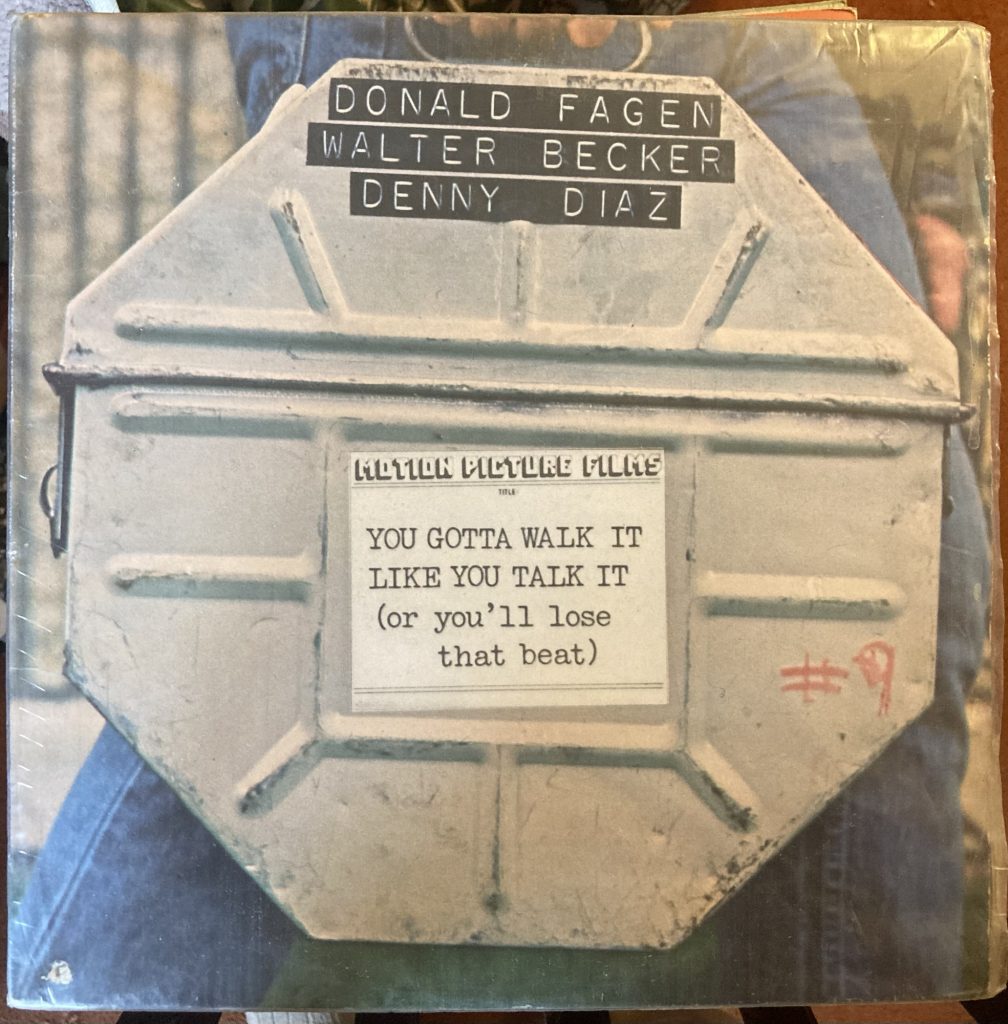 DONALD FAGEN
WALTER BECKER
DENNY DIAZ
MOTION PICTURE FILMS
TITLE
YOU GOTTA WALK IT
LIKE YOU TALK IT
(or you'll lose
that beat)
#9